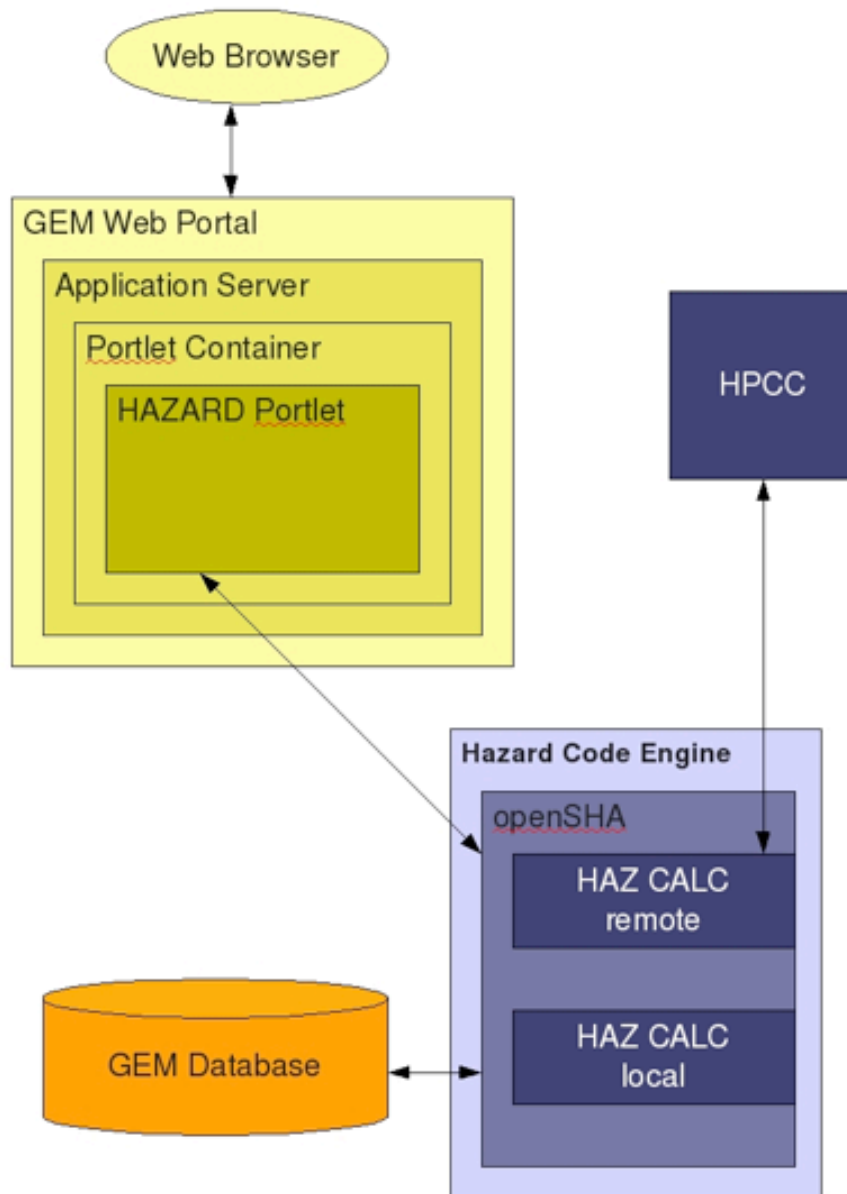 Web Browser
GEM Web Portal
Application Server
Portlet Container
HAZARD Portlet
HPCC
Hazard Code Engine
openSHA
HAZ CALC
remote
HAZ CALC
local
GEM Database